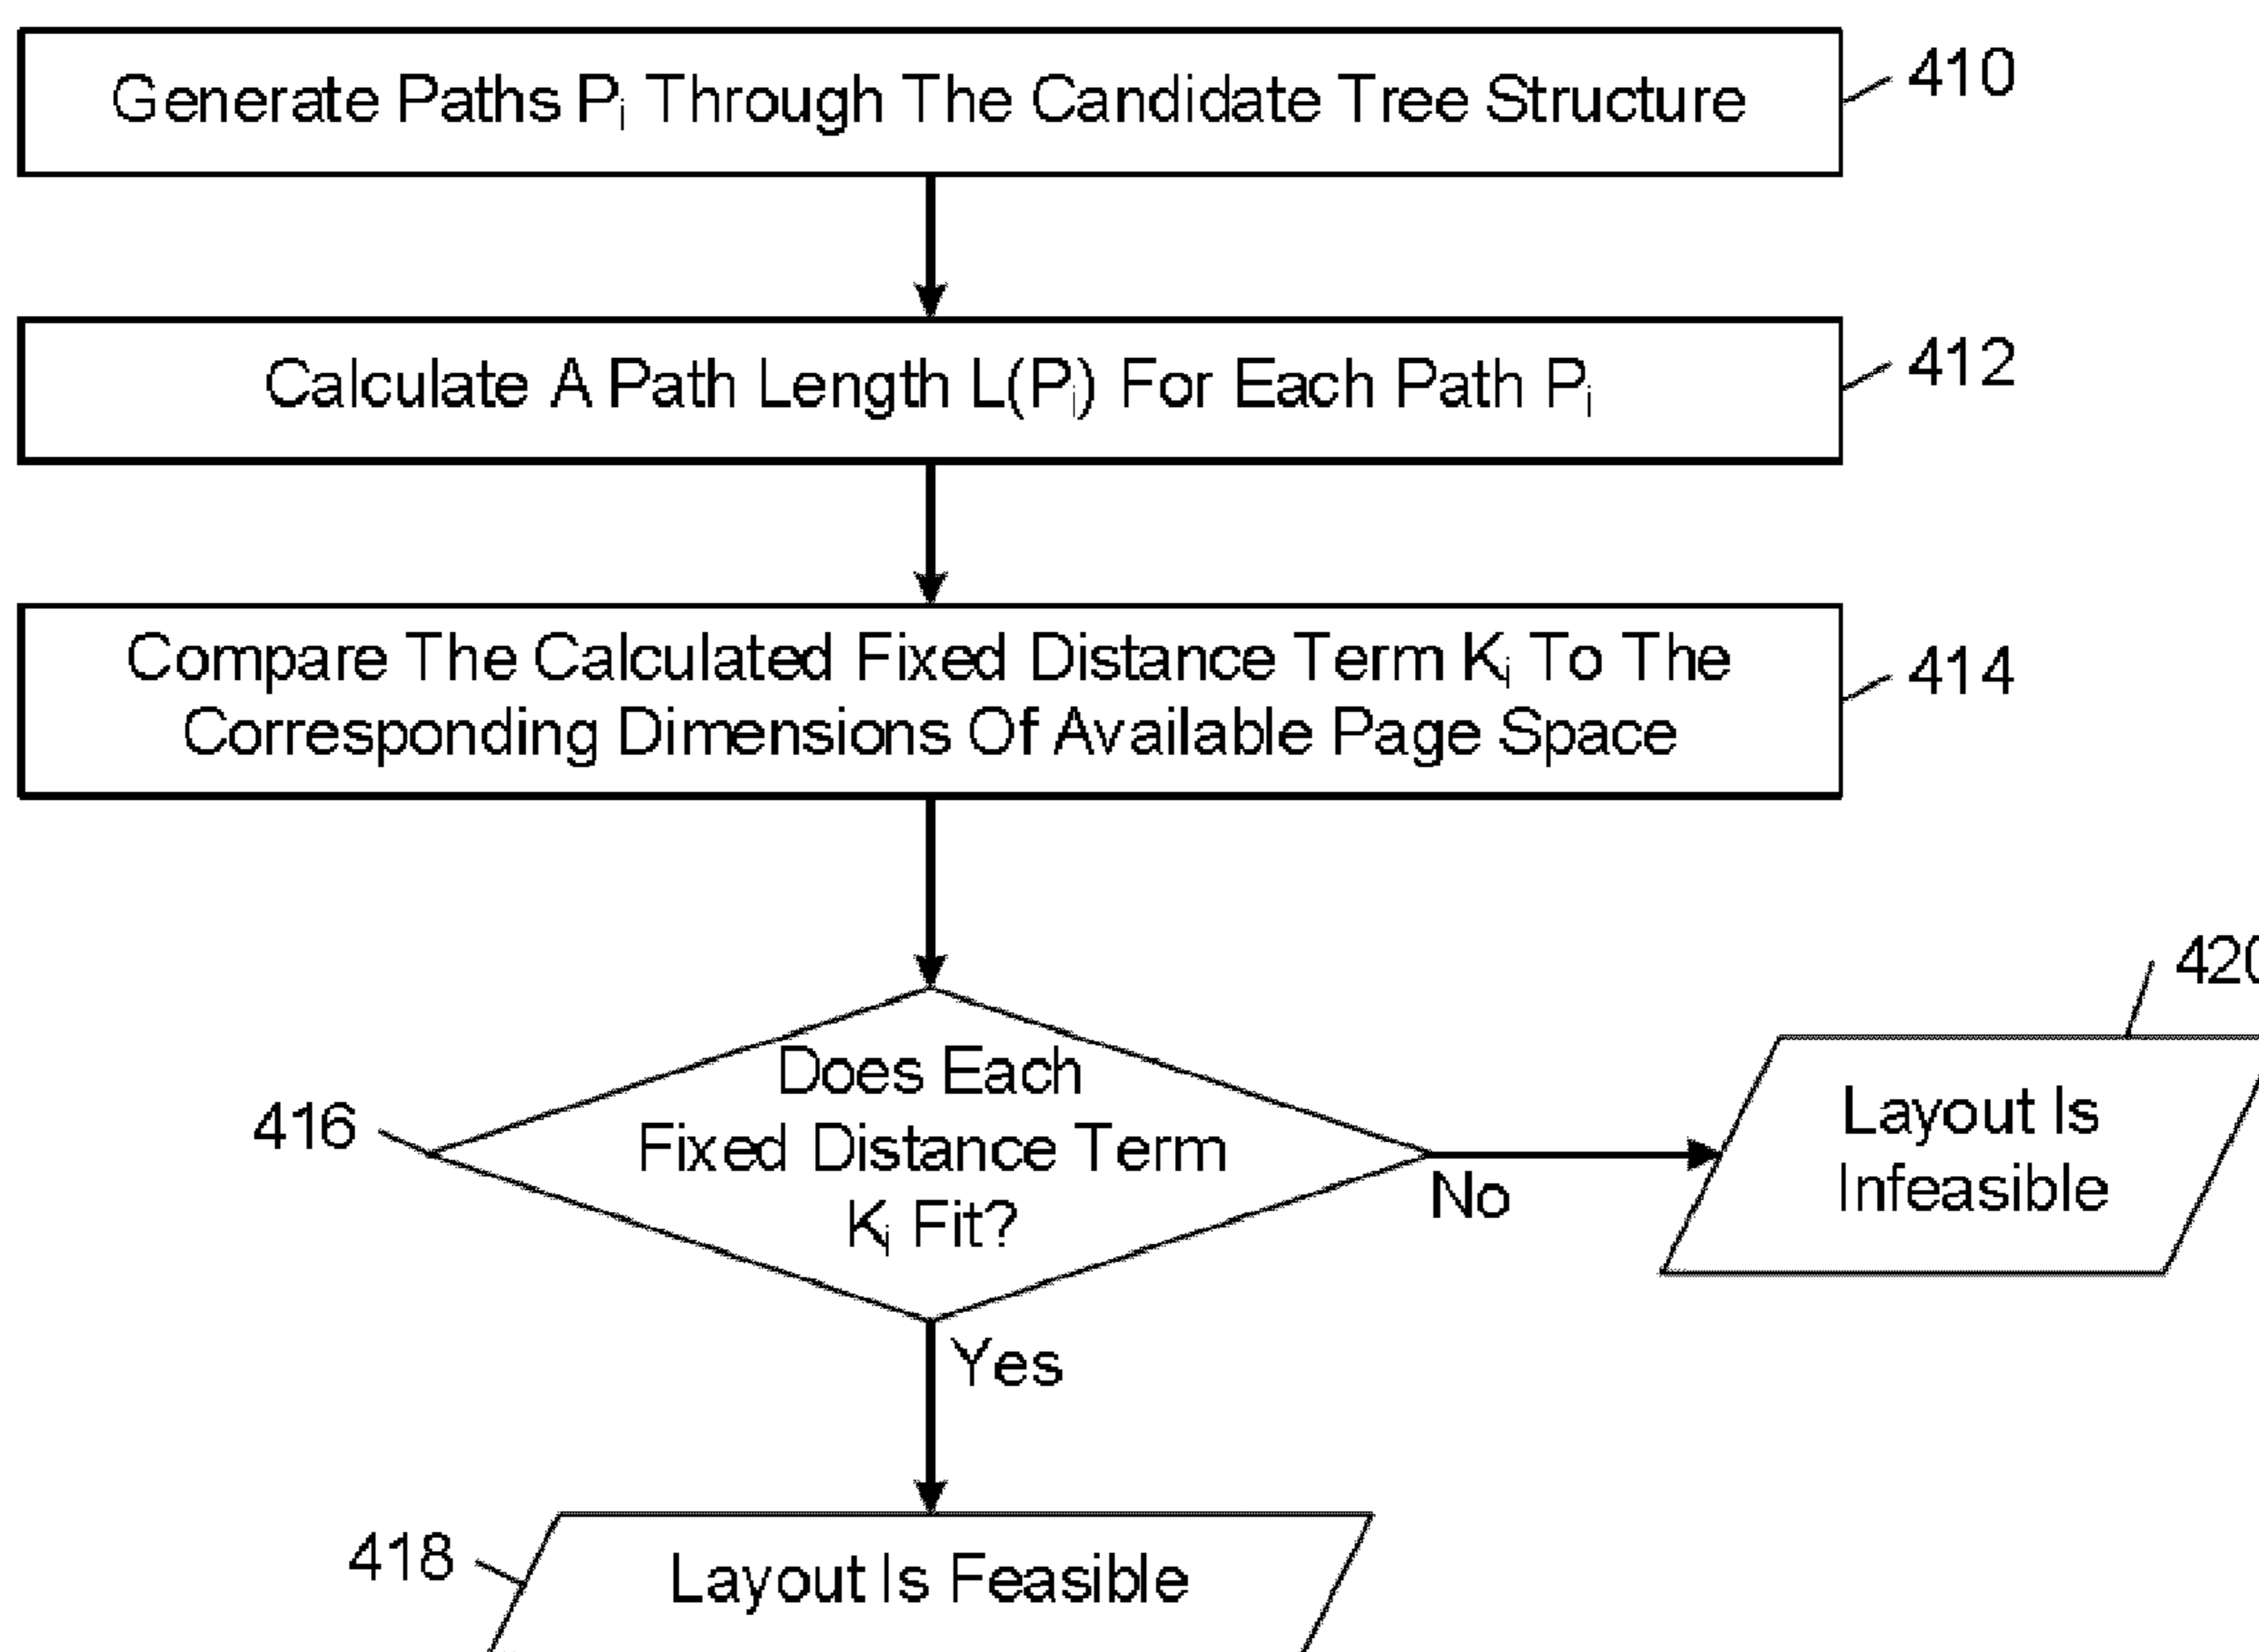 Generate Paths Pᵢ Through The Candidate Tree Structure
410
Calculate A Path Length L(Pᵢ) For Each Path Pᵢ
412
Compare The Calculated Fixed Distance Term Kᵢ To The
Corresponding Dimensions Of Available Page Space
414
420
Does Each
Fixed Distance Term
Kᵢ Fit?
416
No
Layout Is
Infeasible
Yes
418
Layout Is Feasible